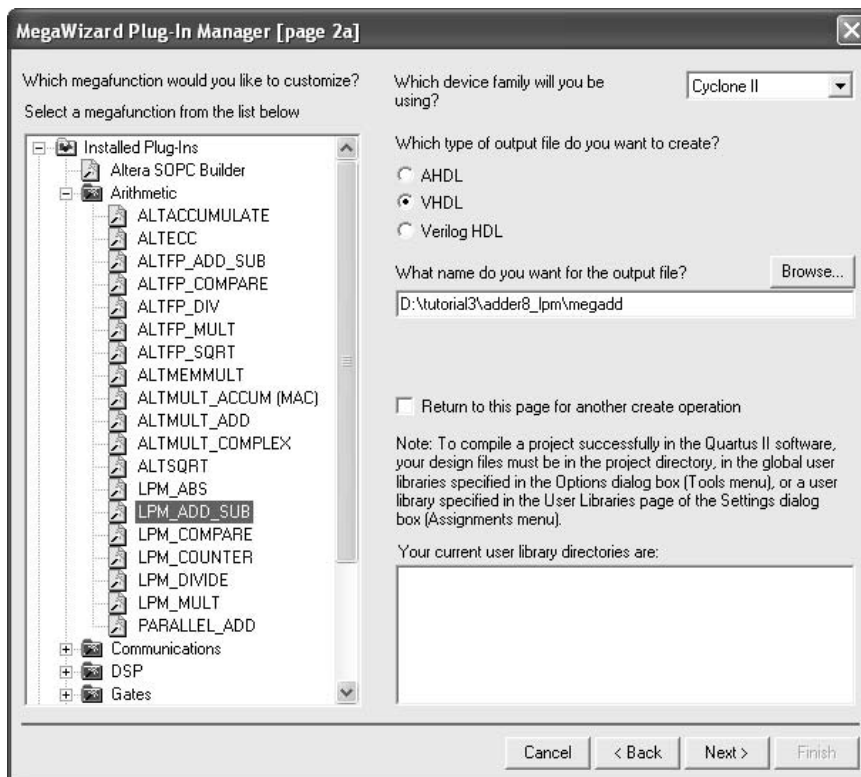 MegaWizard Plug-In Manager [page 2a]
Which megafunction would you like to customize?
Select a megafunction from the list below
Installed Plug-Ins
Altera SOPC Builder
Arithmetic
ALTACCUMULATE
ALTECC
ALTFP_ADD_SUB
ALTFP_COMPARE
ALTFP_DIV
ALTFP_MULT
ALTFP_SQRT
ALTMEMMULT
ALTMULT_ACCUM (MAC)
ALTMULT_ADD
ALTMULT_COMPLEX
ALTSQRT
LPM_ABS
LPM_ADD_SUB
LPM_COMPARE
LPM_COUNTER
LPM_DIVIDE
LPM_MULT
PARALLEL_ADD
Communications
DSP
Gates
Which device family will you be
using?
Cyclone II
Which type of output file do you want to create?
AHDL
VHDL
Verilog HDL
What name do you want for the output file?
Browse...
D:\tutorial3\adder8_lpm\megadd
Return to this page for another create operation
Note: To compile a project successfully in the Quartus II software,
your design files must be in the project directory, in the global user
libraries specified in the Options dialog box (Tools menu), or a user
library specified in the User Libraries page of the Settings dialog
box (Assignments menu).
Your current user library directories are:
Cancel
< Back
Next >
Finish